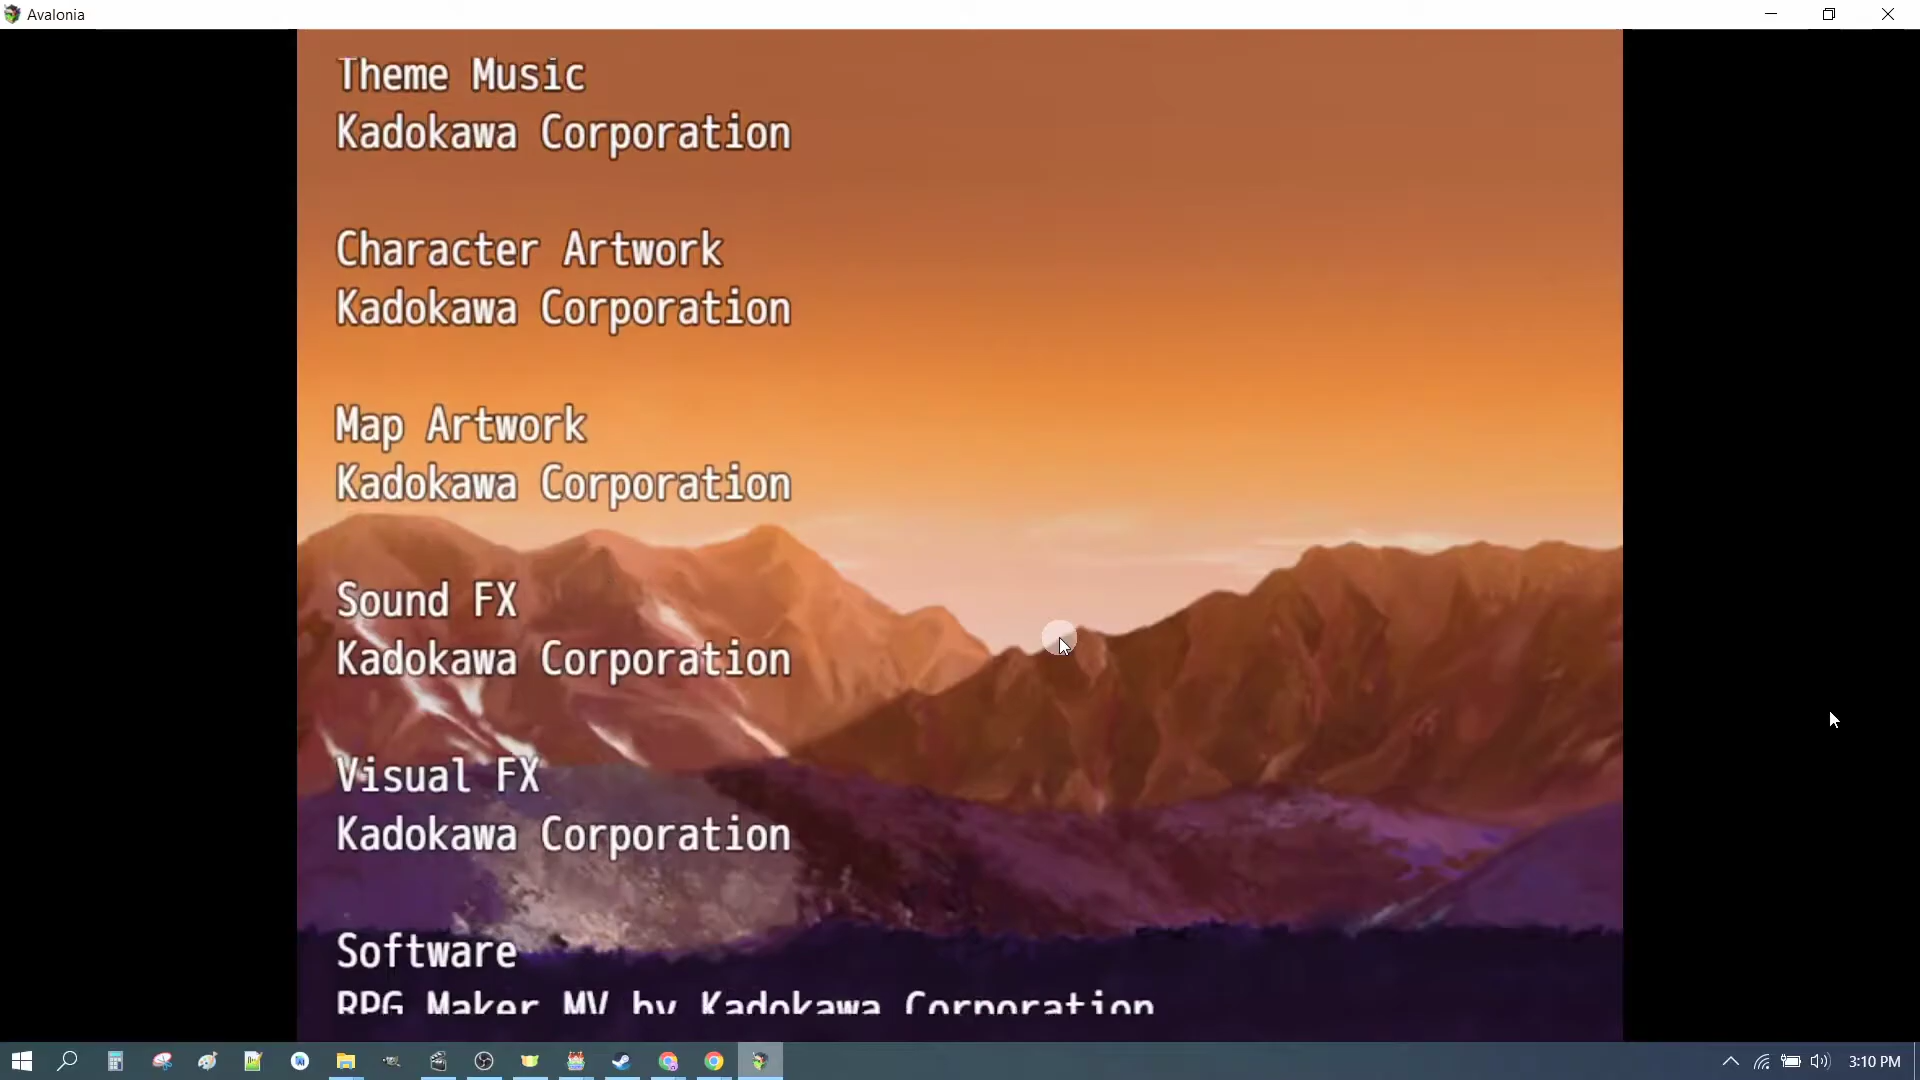 Avalonia
Theme Music
Kadokawa Corporation
Character Artwork
Kadokawa Corporation
Map Artwork
Kadokawa Corporation
Sound FX
Kadokawa Corporation
Visual FX
Kadokawa Corporation
Software
RPG Maker MV by Kadokawa Corporation
3:10 PM